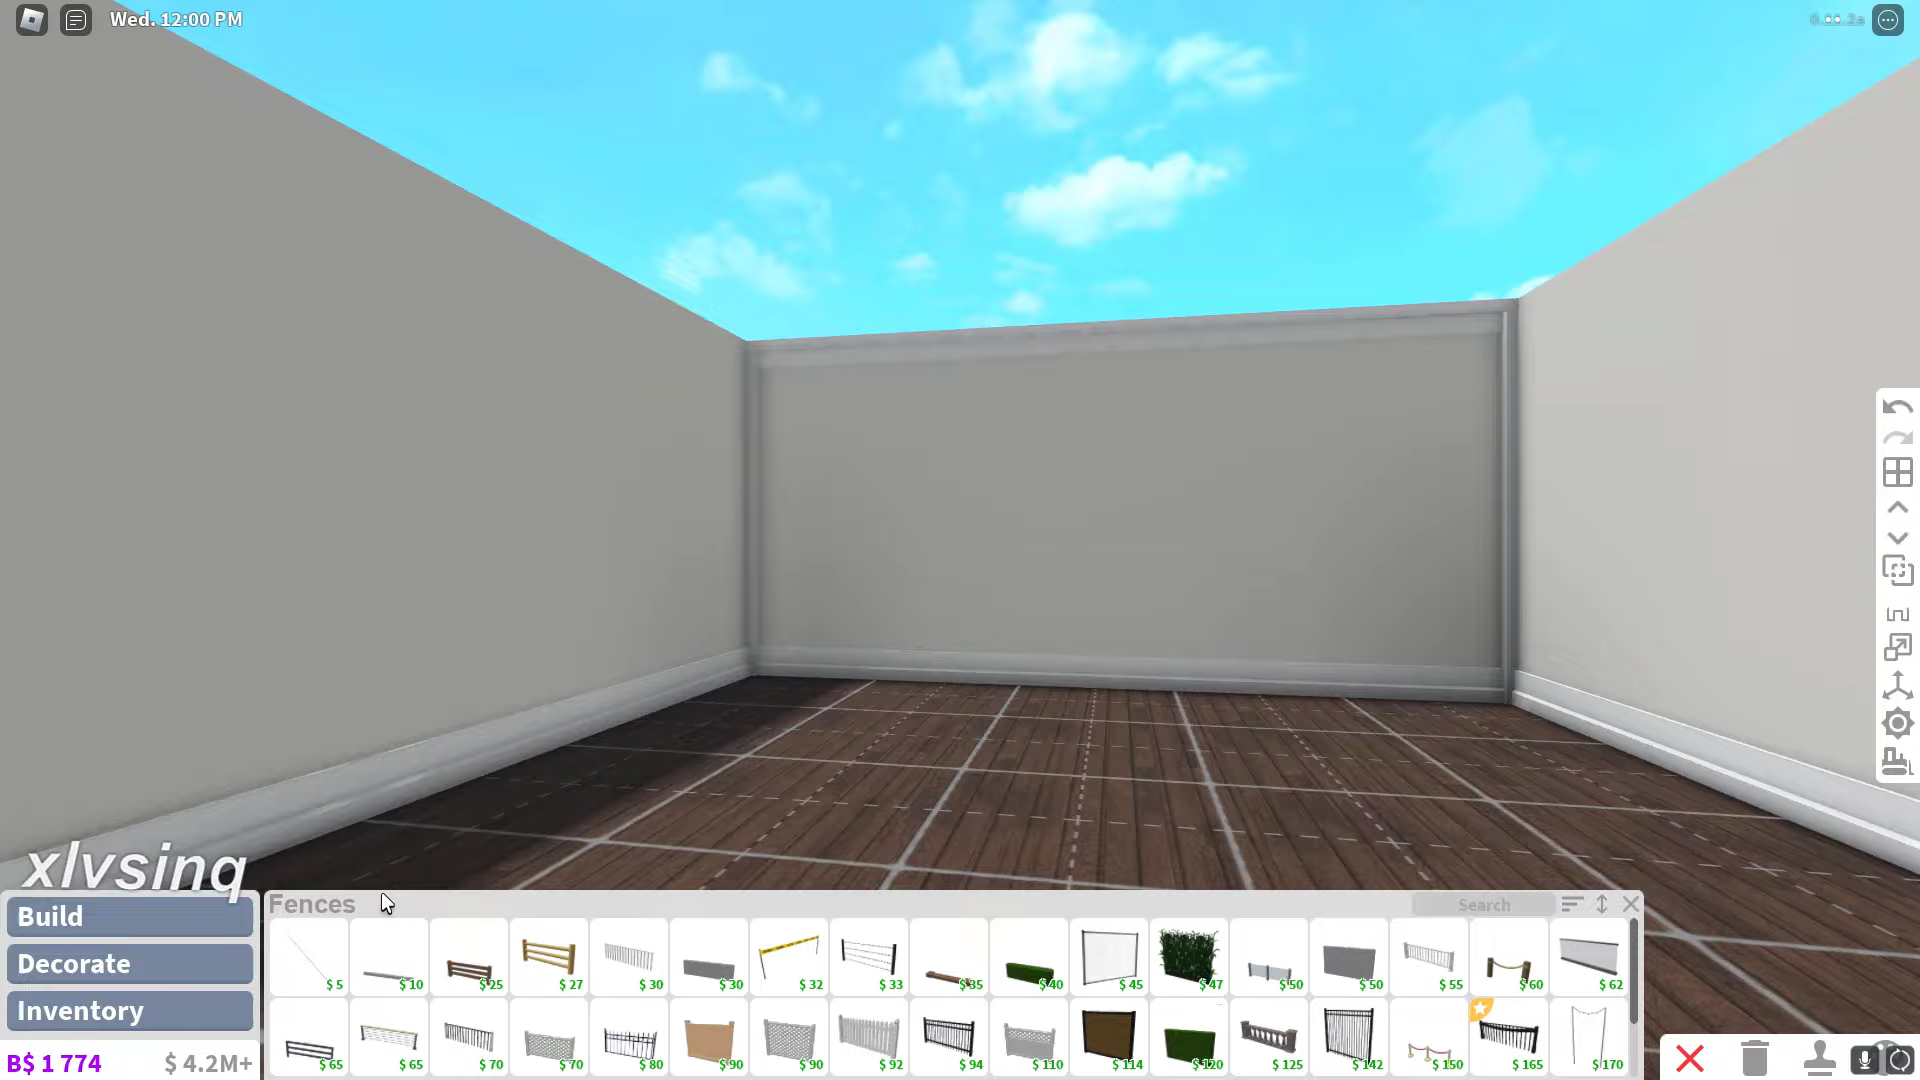 Wed. 12:00 PM
xlvsinq
Build
Decorate
Inventory
B$ 1 774
$ 4.2M+
Fences
Search
$ 5 $ 10 $ 25 $ 27 $ 30 $ 30 $ 32 $ 33 $ 35 $ 40 $ 45 $ 47 $ 50 $ 50 $ 55 $ 60 $ 62
$ 65 $ 65 $ 70 $ 70 $ 80 $ 90 $ 90 $ 92 $ 94 $ 110 $ 114 $ 120 $ 125 $ 142 $ 150 $ 165 $ 170